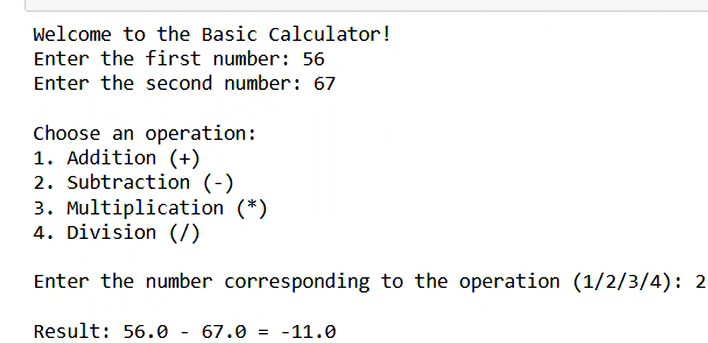 Welcome to the Basic Calculator!
Enter the first number: 56
Enter the second number: 67
Choose an operation:
1. Addition (+)
2. Subtraction (-)
3. Multiplication (*)
4. Division (/)
Enter the number corresponding to the operation (1/2/3/4): 2
Result: 56.0 - 67.0 = -11.0